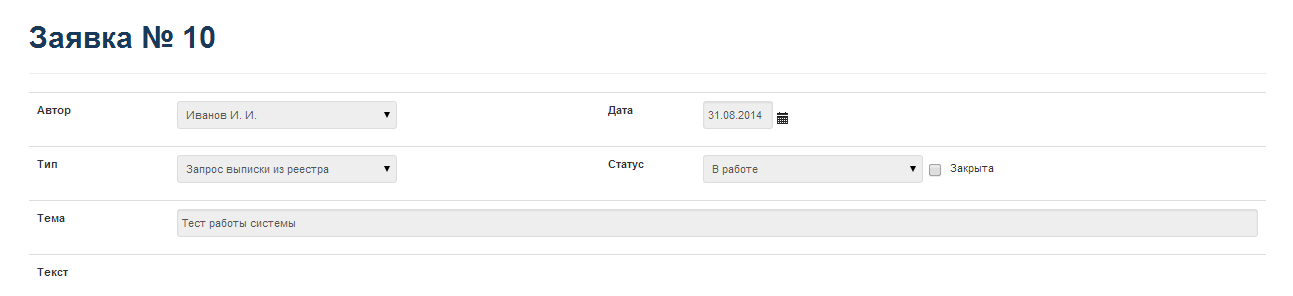 Заявка № 10
Автор Иванов И. И. Дата 31.08.2014
Тип Запрос выписки из реестра Статус В работе Закрыта
Тема Тест работы системы
Текст